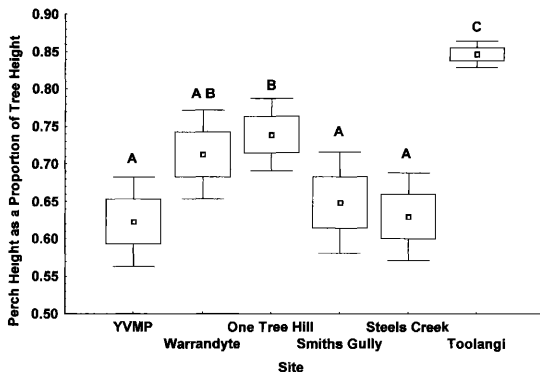 Perch Height as a Proportion of Tree Height
0.90
0.85
0.80
0.75
0.70
0.65
0.60
0.55
0.50
A
A B
B
A
A
C
YVMP
One Tree Hill
Steels Creek
Warrandyte
Smiths Gully
Toolangi
Site